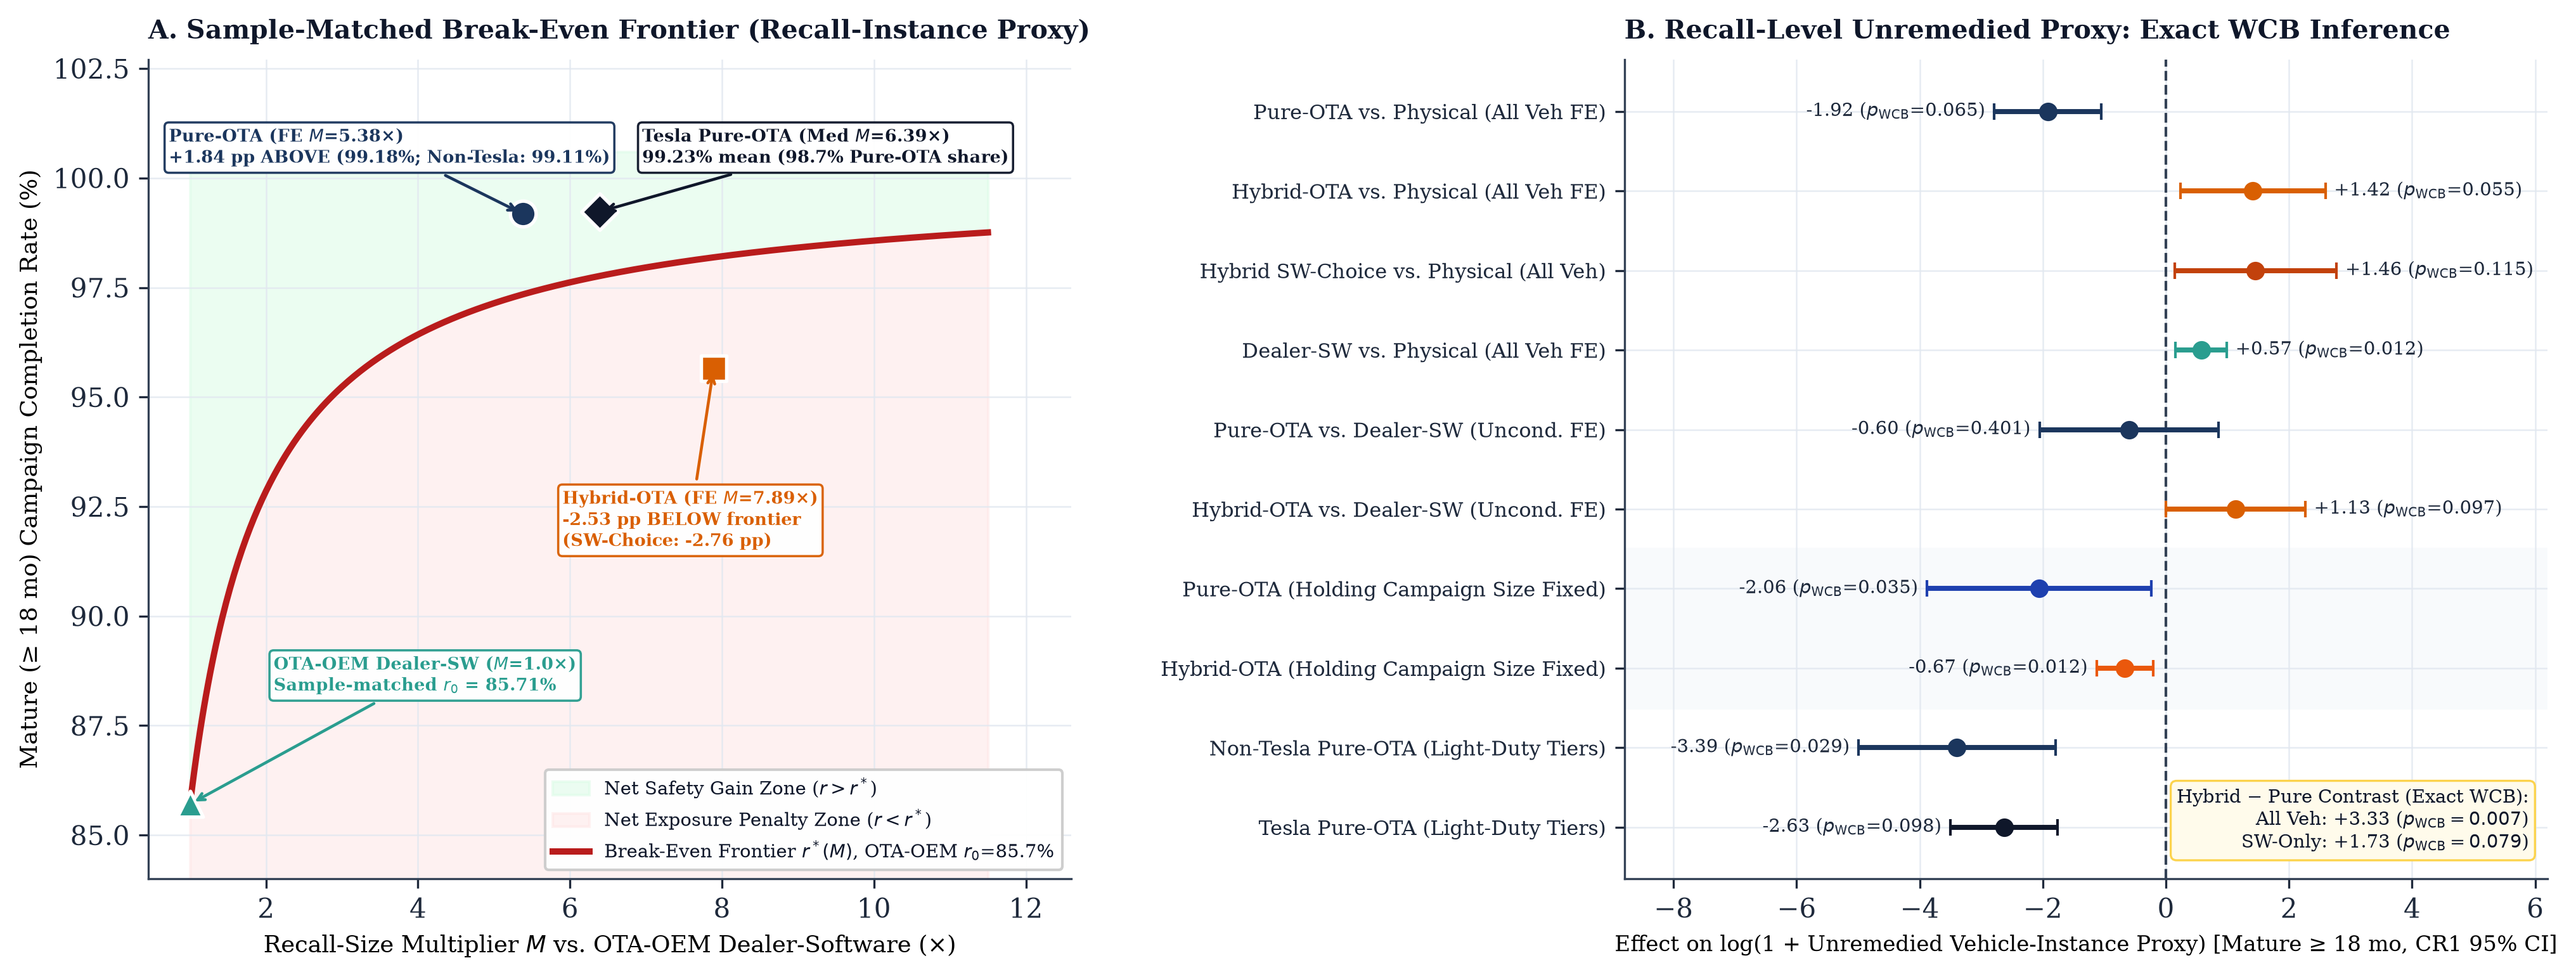 A. Sample-Matched Break-Even Frontier (Recall-Instance Proxy)
Mature (≥ 18 mo) Campaign Completion Rate (%)
102.5
100.0
97.5
95.0
92.5
90.0
87.5
85.0
Pure-OTA (FE M=5.38×)
+1.84 pp ABOVE (99.18%; Non-Tesla: 99.11%)
Tesla Pure-OTA (Med M=6.39×)
99.23% mean (98.7% Pure-OTA share)
Hybrid-OTA (FE M=7.89×)
-2.53 pp BELOW frontier
(SW-Choice: -2.76 pp)
OTA-OEM Dealer-SW (M=1.0×)
Sample-matched r₀ = 85.71%
Net Safety Gain Zone (r > r*)
Net Exposure Penalty Zone (r < r*)
Break-Even Frontier r*(M), OTA-OEM r₀=85.7%
2 4 6 8 10 12
Recall-Size Multiplier M vs. OTA-OEM Dealer-Software (×)
B. Recall-Level Unremedied Proxy: Exact WCB Inference
Pure-OTA vs. Physical (All Veh FE)
-1.92 (p_WCB=0.065)
Hybrid-OTA vs. Physical (All Veh FE)
+1.42 (p_WCB=0.055)
Hybrid SW-Choice vs. Physical (All Veh)
+1.46 (p_WCB=0.115)
Dealer-SW vs. Physical (All Veh FE)
+0.57 (p_WCB=0.012)
Pure-OTA vs. Dealer-SW (Uncond. FE)
-0.60 (p_WCB=0.401)
Hybrid-OTA vs. Dealer-SW (Uncond. FE)
+1.13 (p_WCB=0.097)
Pure-OTA (Holding Campaign Size Fixed)
-2.06 (p_WCB=0.035)
Hybrid-OTA (Holding Campaign Size Fixed)
-0.67 (p_WCB=0.012)
Non-Tesla Pure-OTA (Light-Duty Tiers)
-3.39 (p_WCB=0.029)
Tesla Pure-OTA (Light-Duty Tiers)
-2.63 (p_WCB=0.098)
Hybrid − Pure Contrast (Exact WCB):
All Veh: +3.33 (p_WCB = 0.007)
SW-Only: +1.73 (p_WCB = 0.079)
−8 −6 −4 −2 0 2 4 6
Effect on log(1 + Unremedied Vehicle-Instance Proxy) [Mature ≥ 18 mo, CR1 95% CI]